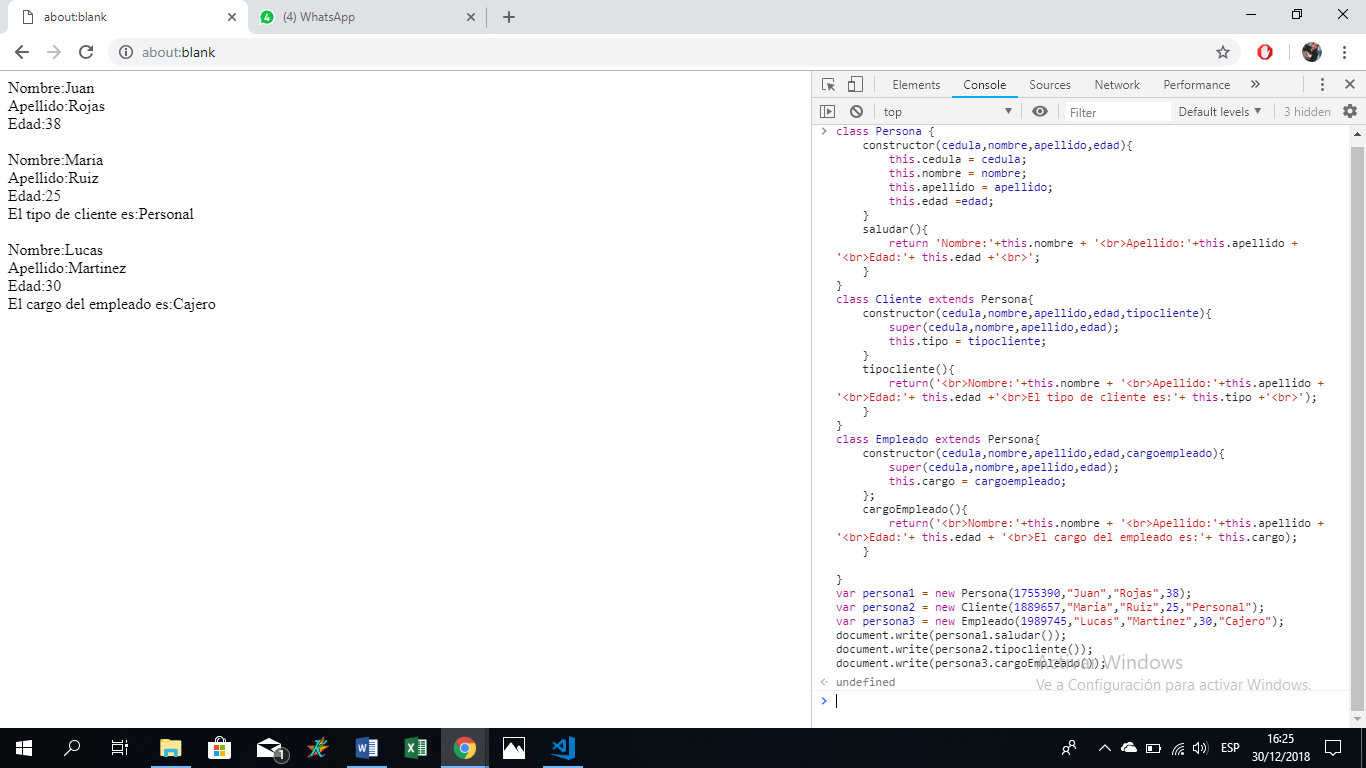 about:blank
(4) WhatsApp
about:blank
Nombre:Juan
Apellido:Rojas
Edad:38
Nombre:Maria
Apellido:Ruiz
Edad:25
El tipo de cliente es:Personal
Nombre:Lucas
Apellido:Martinez
Edad:30
El cargo del empleado es:Cajero
Elements Console Sources Network Performance
top Filter Default levels 3 hidden
class Persona {
constructor(cedula,nombre,apellido,edad){
this.cedula = cedula;
this.nombre = nombre;
this.apellido = apellido;
this.edad =edad;
}
saludar(){
return 'Nombre:'+this.nombre + '<br>Apellido:'+this.apellido +
'<br>Edad:'+ this.edad +'<br>';
}
}
class Cliente extends Persona{
constructor(cedula,nombre,apellido,edad,tipocliente){
super(cedula,nombre,apellido,edad);
this.tipo = tipocliente;
}
tipocliente(){
return('<br>Nombre:'+this.nombre + '<br>Apellido:'+this.apellido +
'<br>Edad:'+ this.edad +'<br>El tipo de cliente es:'+ this.tipo +'<br>');
}
}
class Empleado extends Persona{
constructor(cedula,nombre,apellido,edad,cargoempleado){
super(cedula,nombre,apellido,edad);
this.cargo = cargoempleado;
};
cargoEmpleado(){
return('<br>Nombre:'+this.nombre + '<br>Apellido:'+this.apellido +
'<br>Edad:'+ this.edad + '<br>El cargo del empleado es:'+ this.cargo);
}
}
var persona1 = new Persona(1755390,"Juan","Rojas",38);
var persona2 = new Cliente(1889657,"Maria","Ruiz",25,"Personal");
var persona3 = new Empleado(1989745,"Lucas","Martinez",30,"Cajero");
document.write(persona1.saludar());
document.write(persona2.tipocliente());
document.write(persona3.cargoEmpleado());
undefined
Activar Windows
Ve a Configuración para activar Windows.
ESP
16:25
30/12/2018